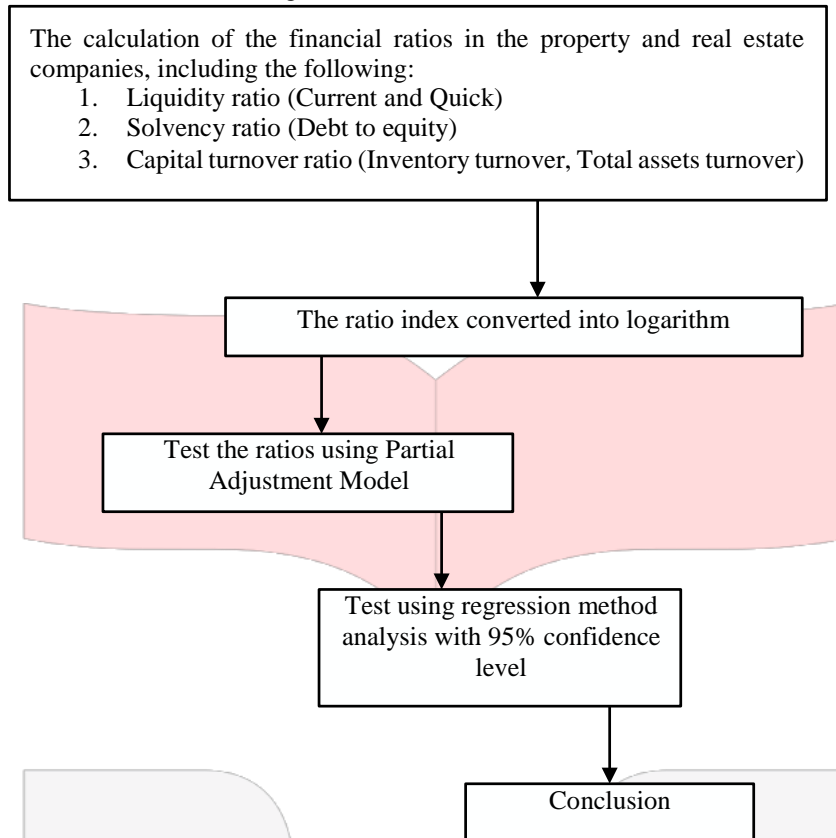 The calculation of the financial ratios in the property and real estate
companies, including the following:
1. Liquidity ratio (Current and Quick)
2. Solvency ratio (Debt to equity)
3. Capital turnover ratio (Inventory turnover, Total assets turnover)
The ratio index converted into logarithm
Test the ratios using Partial
Adjustment Model
Test using regression method
analysis with 95% confidence
level
Conclusion